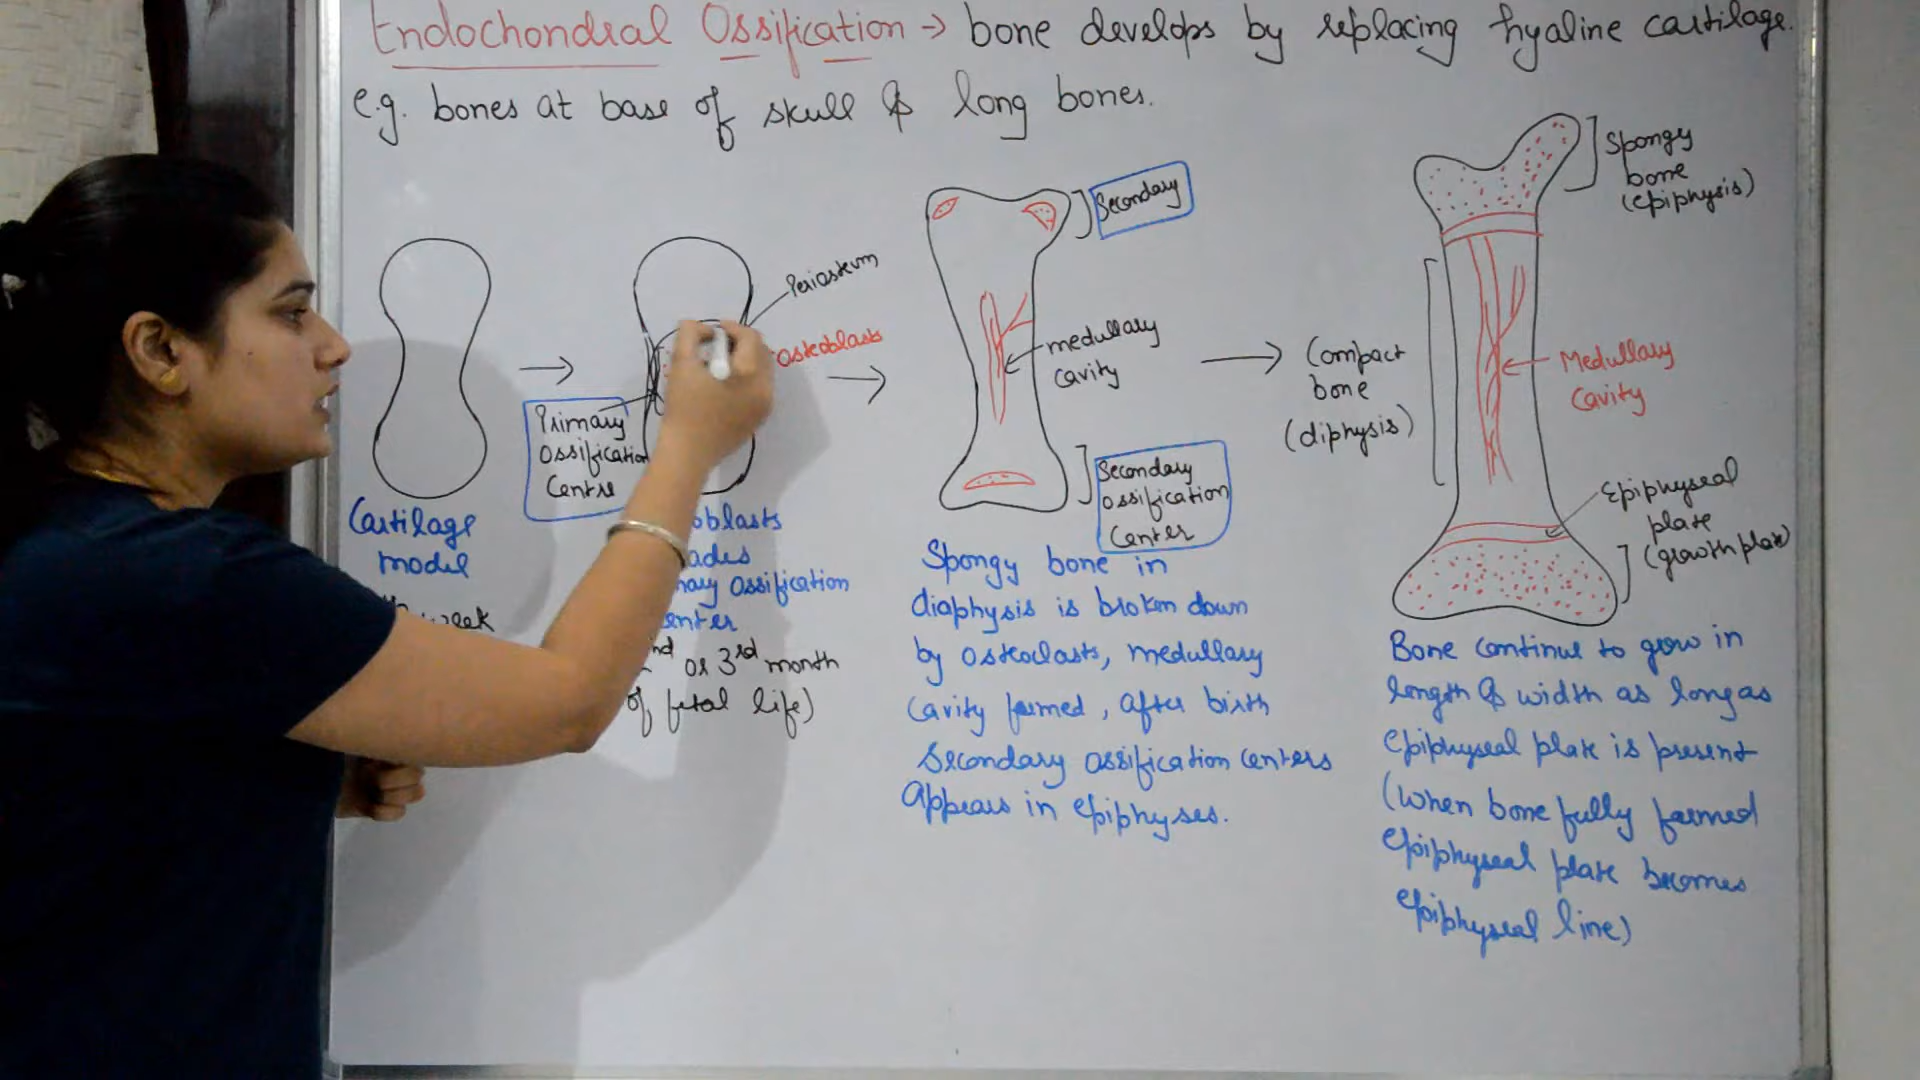 Endochondral Ossification → bone develops by replacing hyaline cartilage.
e.g. bones at base of skull & long bones.
Periosteum
osteoblasts
Primary
Ossification
Centre
Cartilage
model
week
oblasts
ades
ary Ossification
enter
nd or 3rd month
of fetal life)
Secondary
medullary
cavity
Secondary
Ossification
Center
Spongy bone in
diaphysis is broken down
by osteoclasts, medullary
Cavity formed, after birth
Secondary ossification centers
Appears in epiphyses.
Spongy
bone
(epiphysis)
Compact
bone
(diphysis)
Medullary
Cavity
Epiphyseal
plate
(growth plate)
Bone continue to grow in
length & width as long as
epiphyseal plate is present
(When bone fully formed
epiphyseal plate becomes
epiphyseal line)